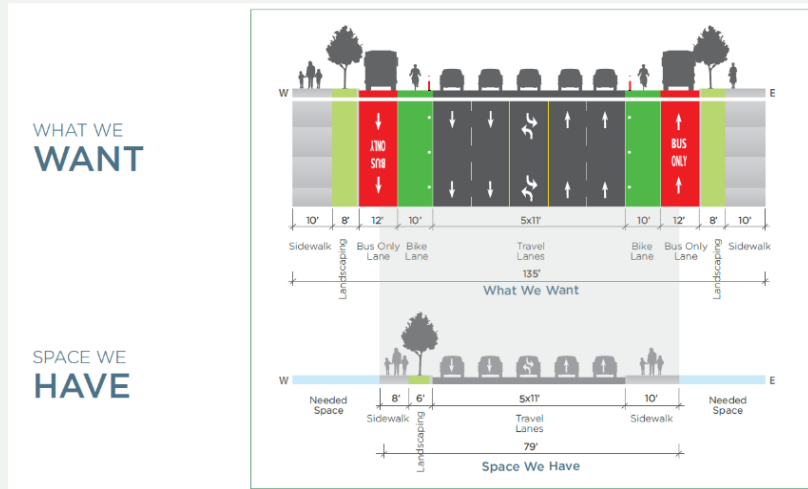 WHAT WE
WANT
W
E
BUS
ONLY
BUS
ONLY
10' 8' 12' 10' 5x11' 10' 12' 8' 10'
Sidewalk
Landscaping
Bus Only
Lane
Bike
Lane
Travel
Lanes
Bike
Lane
Bus Only
Lane
Landscaping
Sidewalk
135'
What We Want
SPACE WE
HAVE
W
E
Needed
Space
8' 6' 5x11' 10'
Sidewalk
Landscaping
Travel
Lanes
Sidewalk
Needed
Space
79'
Space We Have